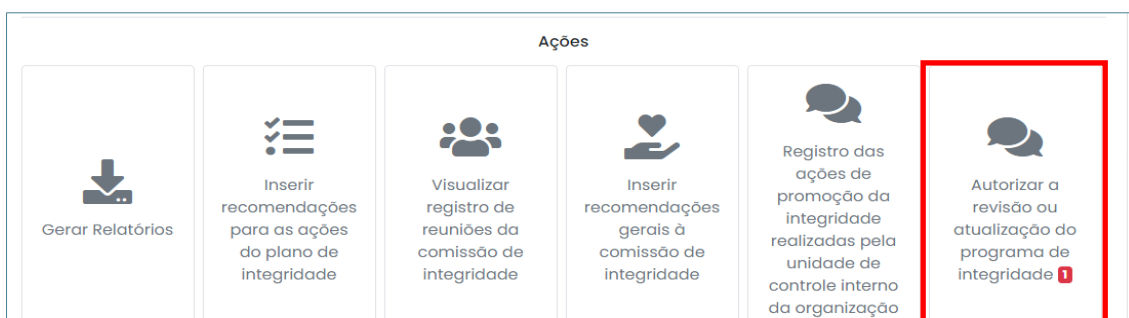 Ações
Gerar Relatórios
Inserir
recomendações
para as ações
do plano de
integridade
Visualizar
registro de
reuniões da
comissão de
integridade
Inserir
recomendações
gerais à
comissão de
integridade
Registro das
ações de
promoção da
integridade
realizadas pela
unidade de
controle interno
da organização
Autorizar a
revisão ou
atualização do
programa de
integridade 1